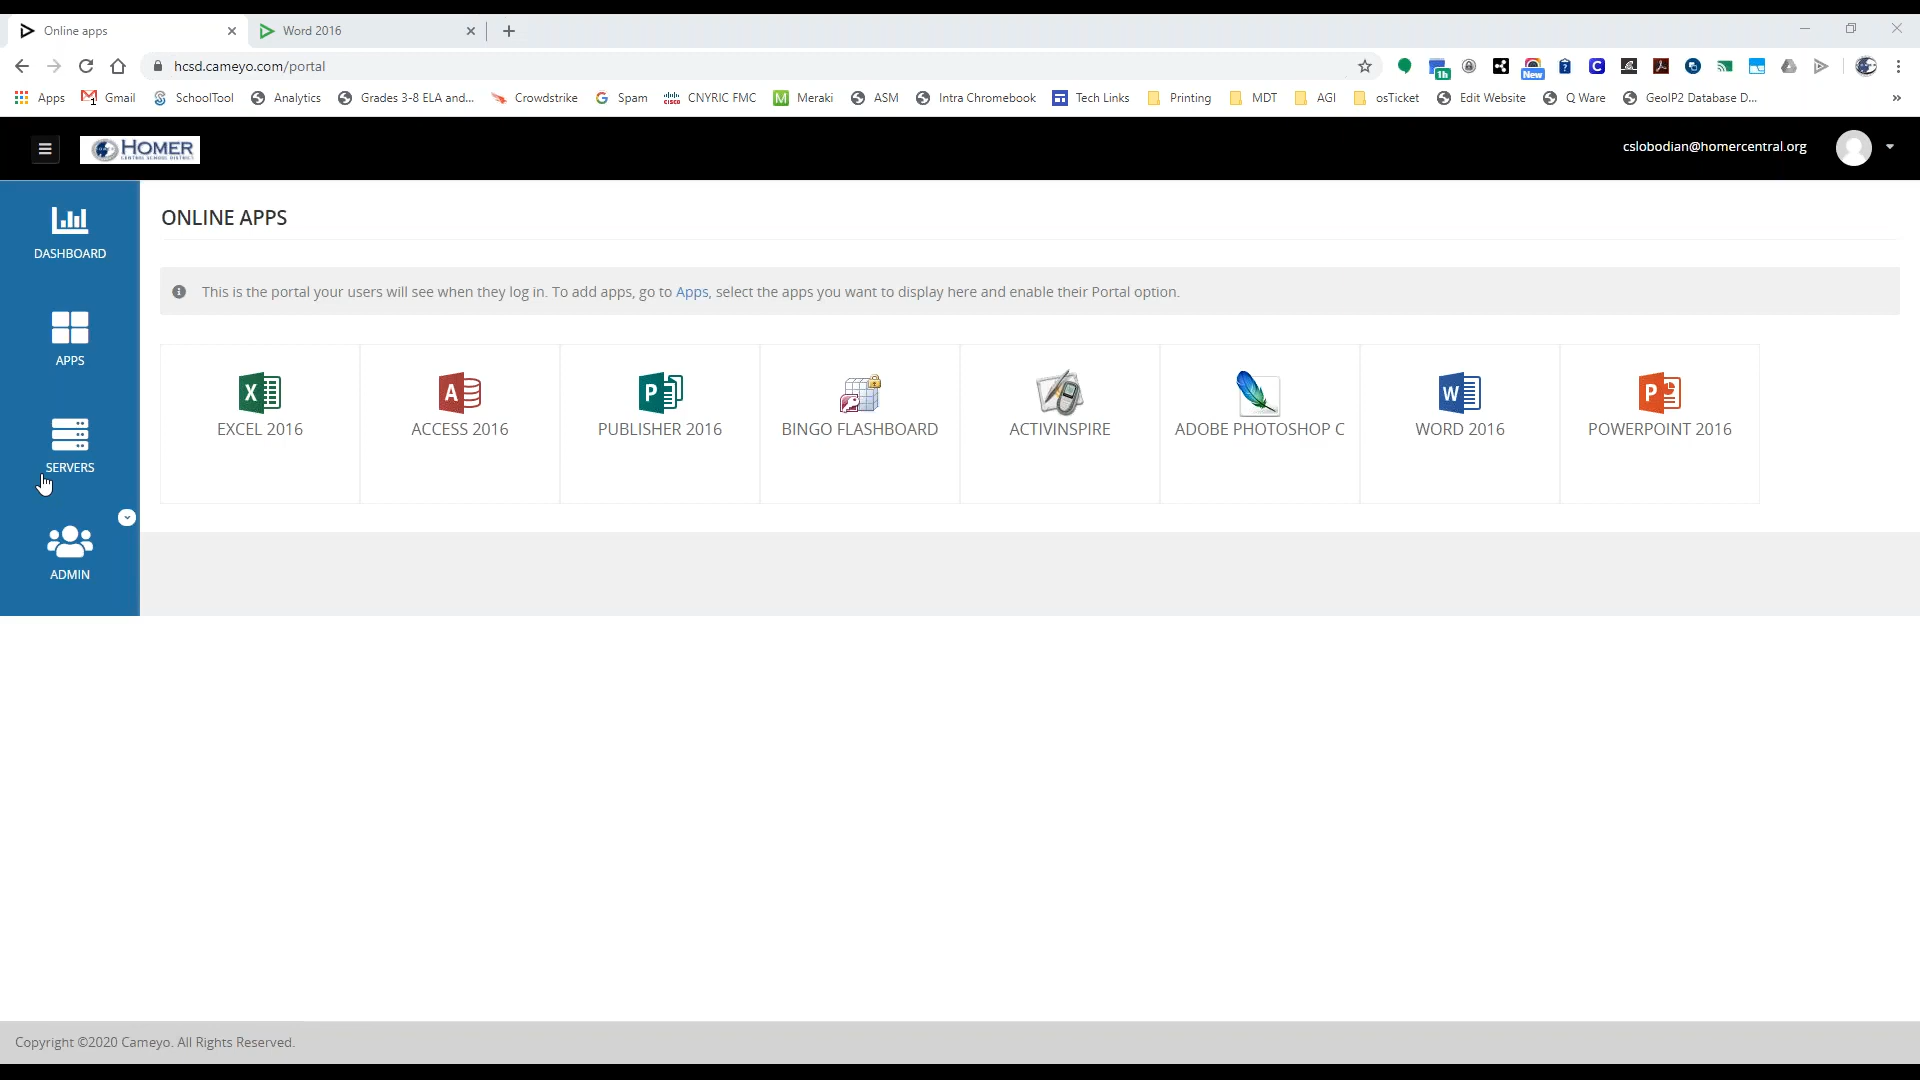 Online apps
Word 2016
hcsd.cameyo.com/portal
1h
New
Apps
Gmail
SchoolTool
Analytics
Grades 3-8 ELA and...
Crowdstrike
Spam
CNYRIC FMC
Meraki
ASM
Intra Chromebook
Tech Links
Printing
MDT
AGI
osTicket
Edit Website
Q Ware
GeoIP2 Database D...
HOMER
CENTRAL SCHOOL DISTRICT
cslobodian@homercentral.org
DASHBOARD
APPS
SERVERS
ADMIN
ONLINE APPS
This is the portal your users will see when they log in. To add apps, go to Apps, select the apps you want to display here and enable their Portal option.
EXCEL 2016
ACCESS 2016
PUBLISHER 2016
BINGO FLASHBOARD
ACTIVINSPIRE
ADOBE PHOTOSHOP C
WORD 2016
POWERPOINT 2016
Copyright ©2020 Cameyo. All Rights Reserved.